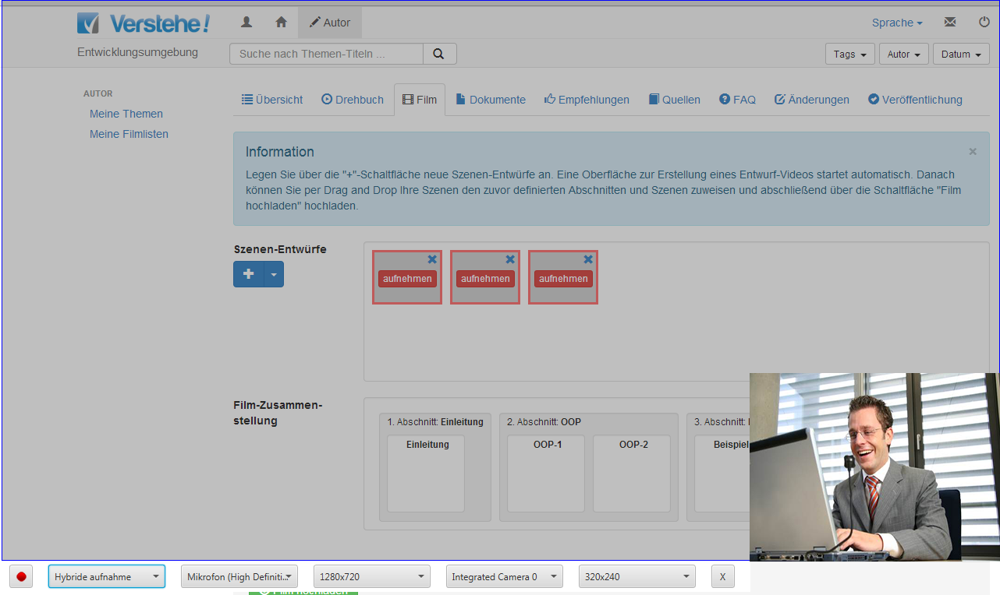 Verstehe!
Autor
Sprache
Entwicklungsumgebung
Suche nach Themen-Titeln ...
Tags
Autor
Datum
AUTOR
Meine Themen
Meine Filmlisten
Übersicht
Drehbuch
Film
Dokumente
Empfehlungen
Quellen
FAQ
Änderungen
Veröffentlichung
Information
×
Legen Sie über die "+"-Schaltfläche neue Szenen-Entwürfe an. Eine Oberfläche zur Erstellung eines Entwurf-Videos startet automatisch. Danach
können Sie per Drag and Drop Ihre Szenen den zuvor definierten Abschnitten und Szenen zuweisen und abschließend über die Schaltfläche "Film
hochladen" hochladen.
Szenen-Entwürfe
aufnehmen
aufnehmen
aufnehmen
Film-Zusammen-
stellung
1. Abschnitt: Einleitung
Einleitung
2. Abschnitt: OOP
OOP-1
OOP-2
3. Abschnitt:
Beispiel
Hybride aufnahme
Mikrofon (High Definiti...
1280x720
Integrated Camera 0
320x240
X
Film hochladen